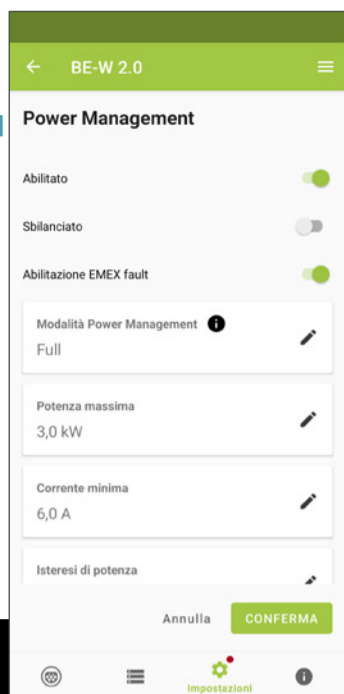 BE-W 2.0
Power Management
Abilitato
Sbilanciato
Abilitazione EMEX fault
Modalità Power Management
Full
Potenza massima
3,0 kW
Corrente minima
6,0 A
Isteresi di potenza
Annulla CONFERMA
Impostazioni